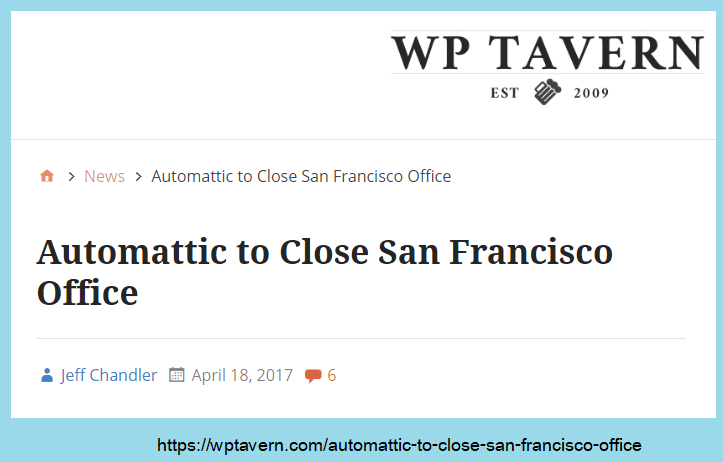 WP TAVERN
EST 2009
News > Automattic to Close San Francisco Office
Automattic to Close San Francisco
Office
Jeff Chandler April 18, 2017 6
https://wptavern.com/automattic-to-close-san-francisco-office